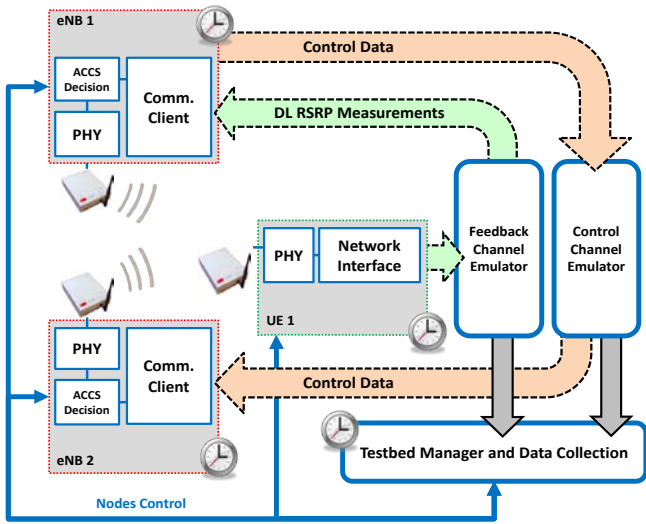 eNB 1
Control Data
ACCS
Decision
Comm.
Client
PHY
DL RSRP Measurements
Feedback
Channel
Emulator
Control
Channel
Emulator
PHY
Network
Interface
UE 1
PHY
Comm.
Client
ACCS
Decision
Control Data
eNB 2
Testbed Manager and Data Collection
Nodes Control